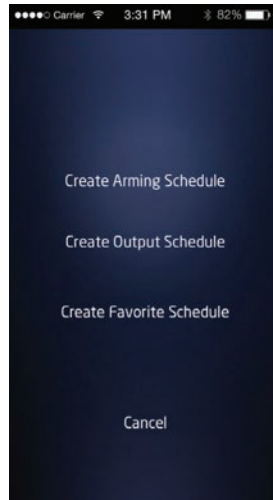 Carrier 3:31 PM 82%
Create Arming Schedule
Create Output Schedule
Create Favorite Schedule
Cancel